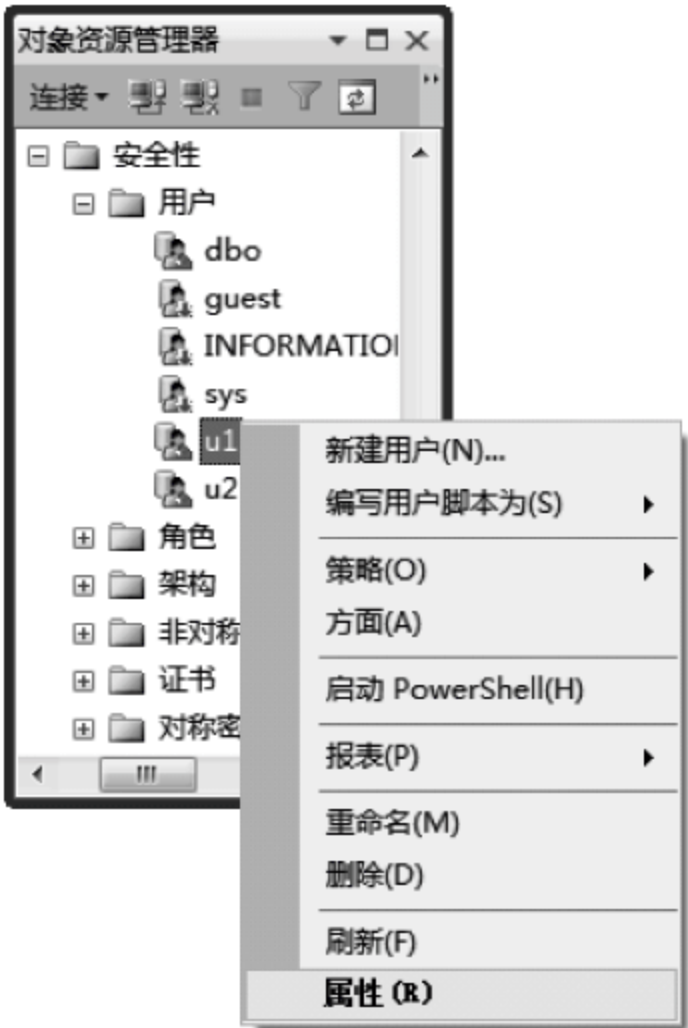 对象资源管理器
连接
安全性
用户
dbo
guest
INFORMATIO
sys
u1
u2
角色
架构
非对称
证书
对称密
新建用户(N)...
编写用户脚本为(S)
策略(O)
方面(A)
启动 PowerShell(H)
报表(P)
重命名(M)
删除(D)
刷新(F)
属性(R)